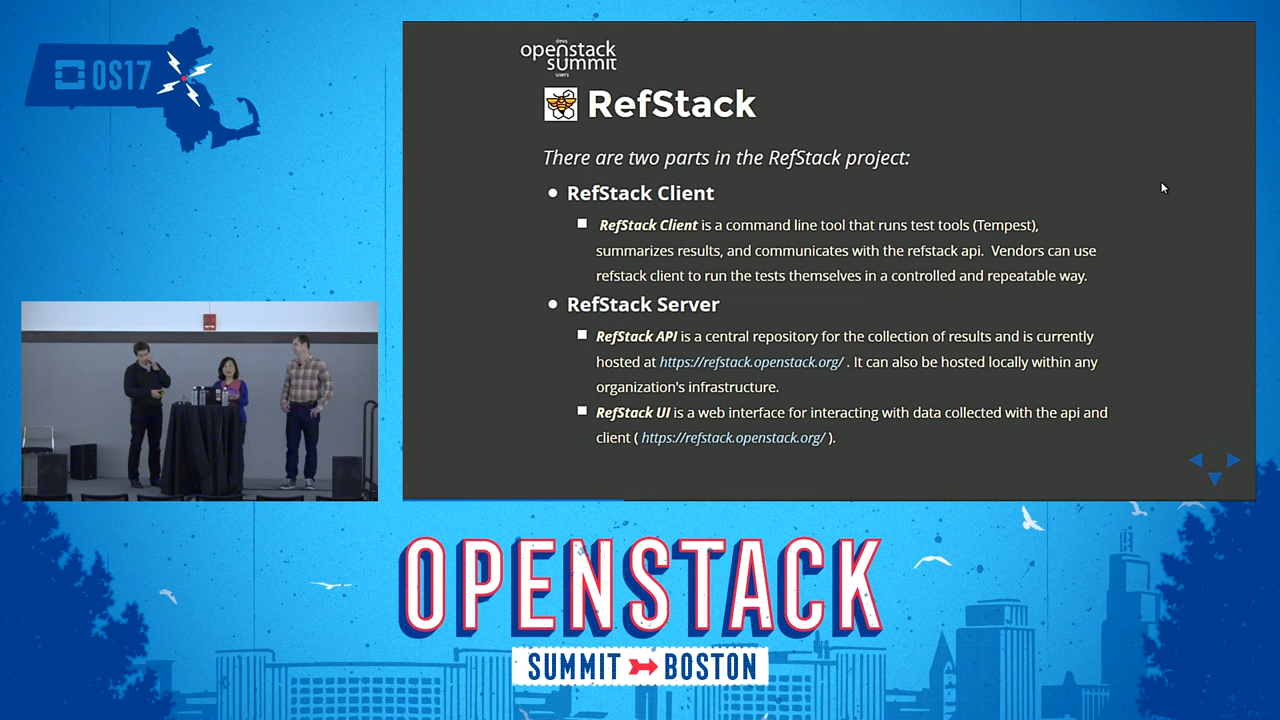 OS17
devs
openstack
summit
users
RefStack
There are two parts in the RefStack project:
RefStack Client
RefStack Client is a command line tool that runs test tools (Tempest),
summarizes results, and communicates with the refstack api. Vendors can use
refstack client to run the tests themselves in a controlled and repeatable way.
RefStack Server
RefStack API is a central repository for the collection of results and is currently
hosted at https://refstack.openstack.org/ . It can also be hosted locally within any
organization's infrastructure.
RefStack UI is a web interface for interacting with data collected with the api and
client ( https://refstack.openstack.org/ ).
OPENSTACK
SUMMIT BOSTON